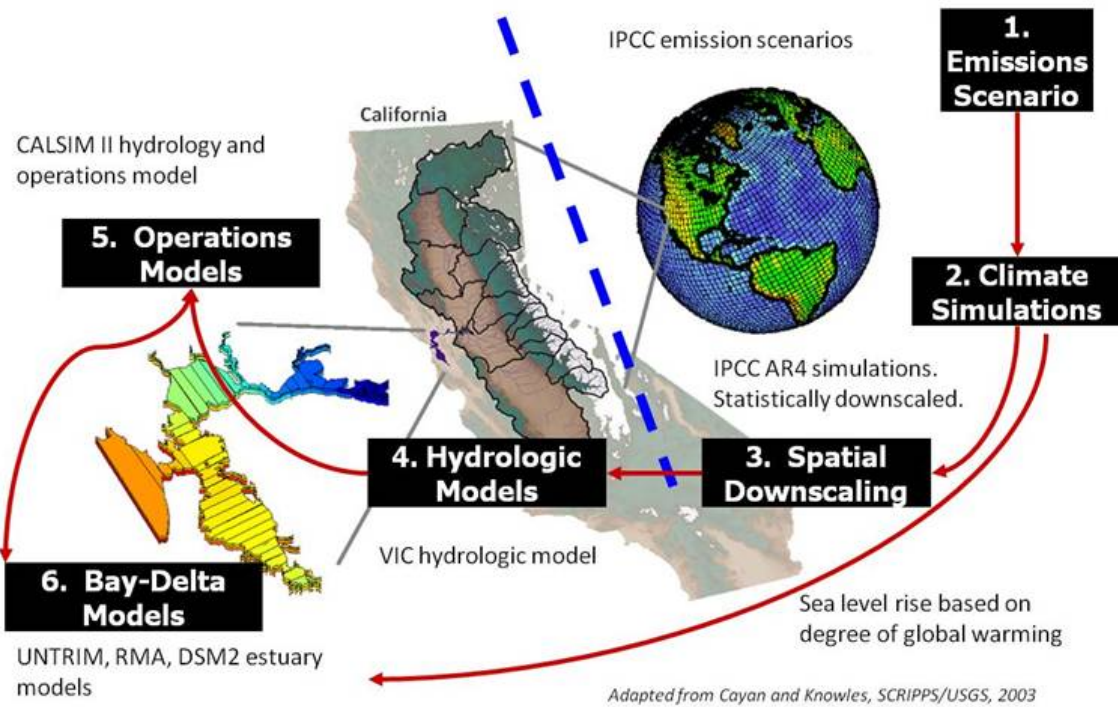 IPCC emission scenarios
1.
Emissions
Scenario
California
CALSIM II hydrology and
operations model
5. Operations
Models
2. Climate
Simulations
IPCC AR4 simulations.
Statistically downscaled.
4. Hydrologic
Models
3. Spatial
Downscaling
VIC hydrologic model
6. Bay-Delta
Models
Sea level rise based on
degree of global warming
UNTRIM, RMA, DSM2 estuary
models
Adapted from Cayan and Knowles, SCRIPPS/USGS, 2003